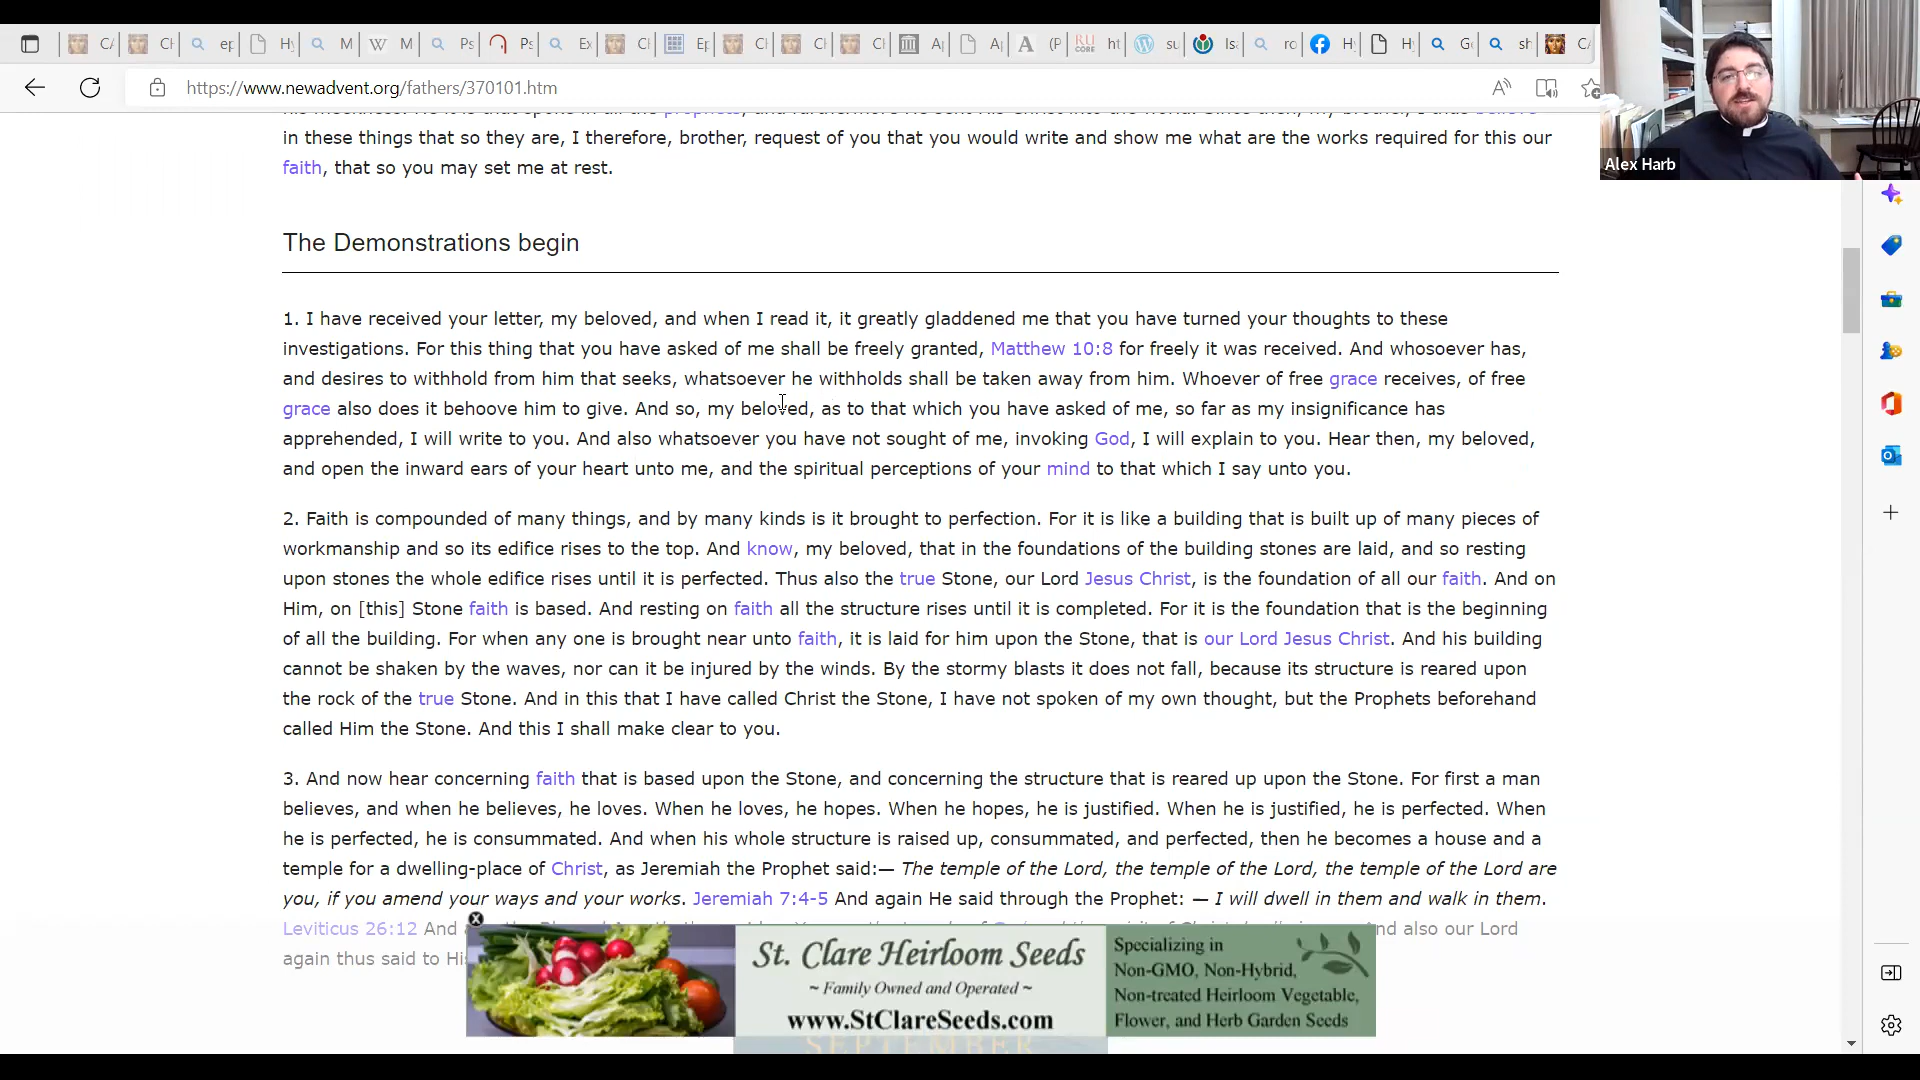 https://www.newadvent.org/fathers/370101.htm
Alex Harb
in these things that so they are, I therefore, brother, request of you that you would write and show me what are the works required for this our
faith, that so you may set me at rest.
The Demonstrations begin
1. I have received your letter, my beloved, and when I read it, it greatly gladdened me that you have turned your thoughts to these
investigations. For this thing that you have asked of me shall be freely granted, Matthew 10:8 for freely it was received. And whosoever has,
and desires to withhold from him that seeks, whatsoever he withholds shall be taken away from him. Whoever of free grace receives, of free
grace also does it behoove him to give. And so, my beloved, as to that which you have asked of me, so far as my insignificance has
apprehended, I will write to you. And also whatsoever you have not sought of me, invoking God, I will explain to you. Hear then, my beloved,
and open the inward ears of your heart unto me, and the spiritual perceptions of your mind to that which I say unto you.
2. Faith is compounded of many things, and by many kinds is it brought to perfection. For it is like a building that is built up of many pieces of
workmanship and so its edifice rises to the top. And know, my beloved, that in the foundations of the building stones are laid, and so resting
upon stones the whole edifice rises until it is perfected. Thus also the true Stone, our Lord Jesus Christ, is the foundation of all our faith. And on
Him, on [this] Stone faith is based. And resting on faith all the structure rises until it is completed. For it is the foundation that is the beginning
of all the building. For when any one is brought near unto faith, it is laid for him upon the Stone, that is our Lord Jesus Christ. And his building
cannot be shaken by the waves, nor can it be injured by the winds. By the stormy blasts it does not fall, because its structure is reared upon
the rock of the true Stone. And in this that I have called Christ the Stone, I have not spoken of my own thought, but the Prophets beforehand
called Him the Stone. And this I shall make clear to you.
3. And now hear concerning faith that is based upon the Stone, and concerning the structure that is reared up upon the Stone. For first a man
believes, and when he believes, he loves. When he loves, he hopes. When he hopes, he is justified. When he is justified, he is perfected. When
he is perfected, he is consummated. And when his whole structure is raised up, consummated, and perfected, then he becomes a house and a
temple for a dwelling-place of Christ, as Jeremiah the Prophet said:— The temple of the Lord, the temple of the Lord, the temple of the Lord are
you, if you amend your ways and your works. Jeremiah 7:4-5 And again He said through the Prophet: — I will dwell in them and walk in them.
Leviticus 26:12 And And also our Lord
again thus said to
St. Clare Heirloom Seeds
~ Family Owned and Operated ~
www.StClareSeeds.com
Specializing in
Non-GMO, Non-Hybrid,
Non-treated Heirloom Vegetable,
Flower, and Herb Garden Seeds
SEPTEMBER